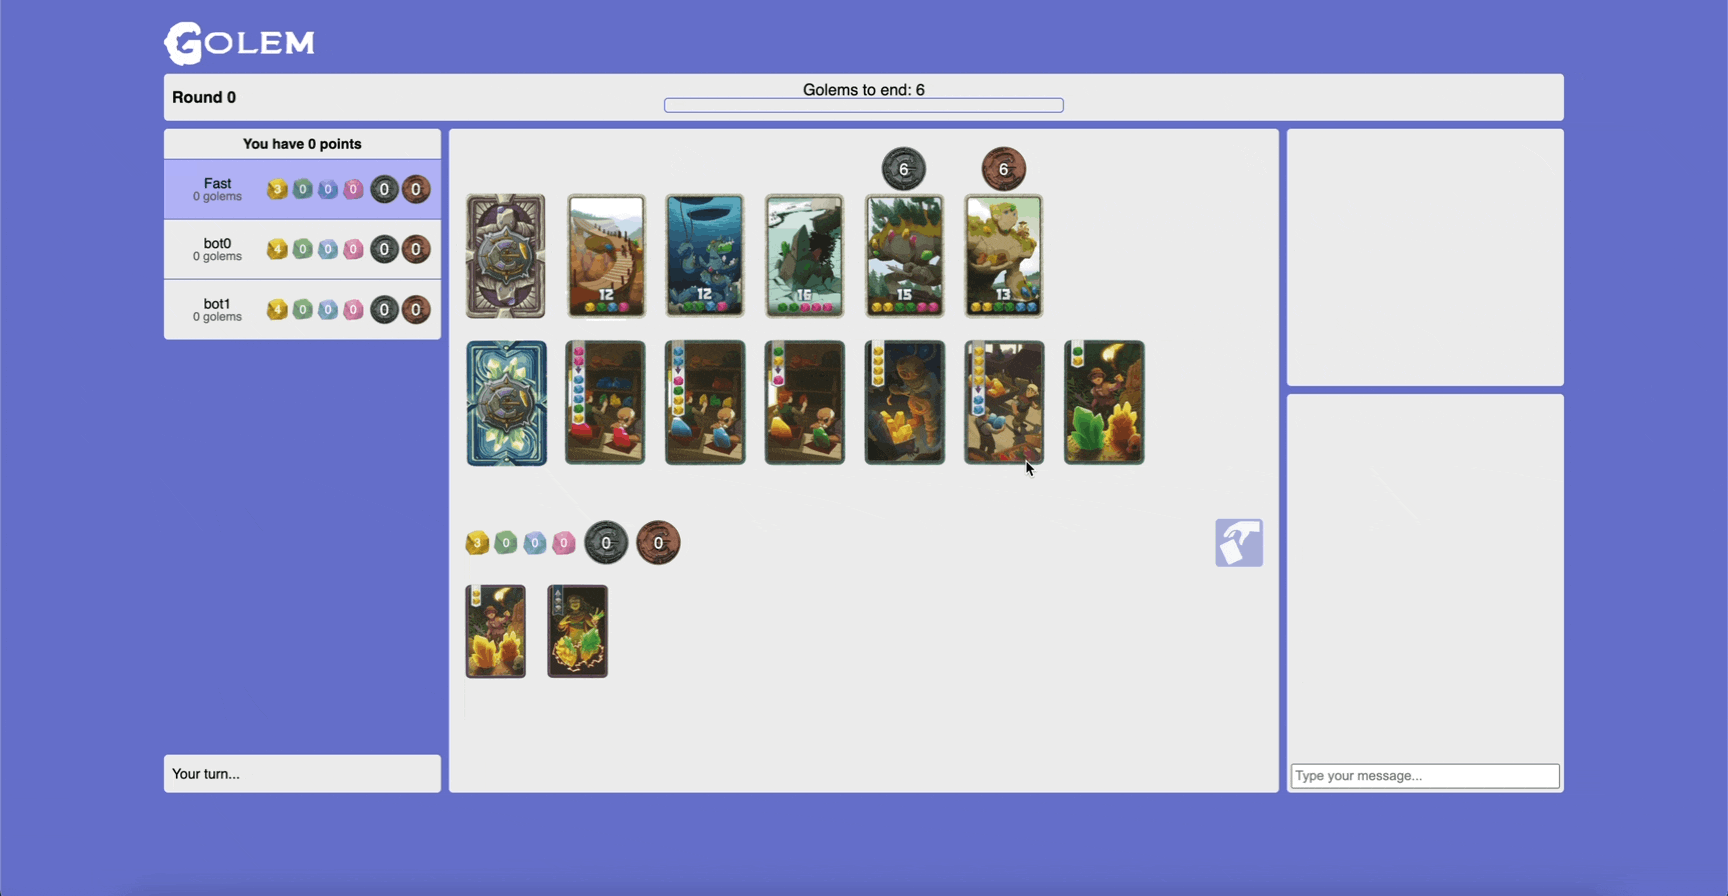 GOLEM
Round 0
Golems to end: 6
You have 0 points
Fast
0 golems
3 0 0 0 0 0
bot0
0 golems
4 0 0 0 0 0
bot1
0 golems
4 0 0 0 0 0
6 6
12 12 16 15 13
3 0 0 0 0 0
Your turn...
Type your message...